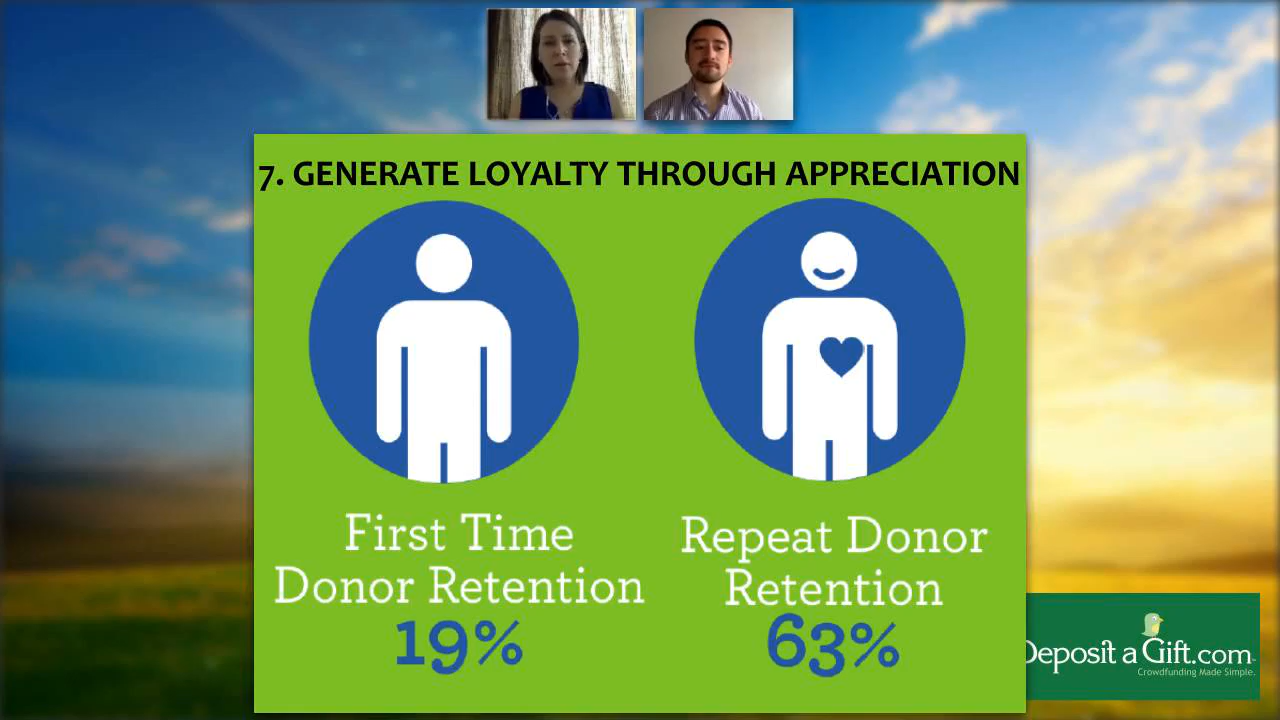 7. GENERATE LOYALTY THROUGH APPRECIATION
First Time
Donor Retention
19%
Repeat Donor
Retention
63%
Deposit a Gift.com
Crowdfunding Made Simple.